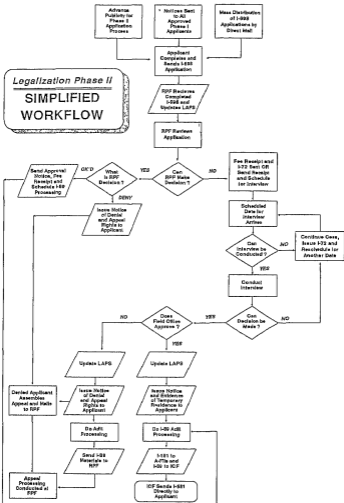 Advance
Publicity for
Phase II
Application
Process
* Notices Sent
to All
Approved
Phase I
Applicants
Mass Distribution
of I-698
Applications by
Direct Mail
Applicant
Completes and
Sends I-698
Application
Legalization Phase II
SIMPLIFIED
WORKFLOW
RPF Receives
Completed
I-698 and
Updates LAPS
RPF Reviews
Application
Send Approval
Notice, Fee
Receipt and
Schedule I-89
Processing
OK'D
What
is RPF
Decision?
YES
Can
RPF Make
Decision?
NO
Fee Receipt and
I-72 Sent OR
Send Receipt
and Schedule
for Interview
DENY
Issue Notice
of Denial
and Appeal
Rights to
Applicant
Scheduled
Date for
Interview
Arrives
Can
Interview be
Conducted?
NO
Continue Case,
Issue I-72 and
Reschedule for
Another Date
YES
Conduct
Interview
NO
Does
Field Office
Approve?
YES
Can
Decision be
Made?
NO
YES
Update LAPS
Update LAPS
Denied Applicant
Assembles
Appeal and Mails
to RPF
Issue Notice
of Denial
and Appeal
Rights to
Applicant
Issue Notice
and Evidence
of Temporary
Residence to
Applicant
Do Adit
Processing
Do I-89 Adit
Processing
Send I-89
Materials to
RPF
I-181 to
A-File and
I-89 to ICF
Appeal
Processing
Conducted at
RPF
ICF Sends I-551
Directly to
Applicant